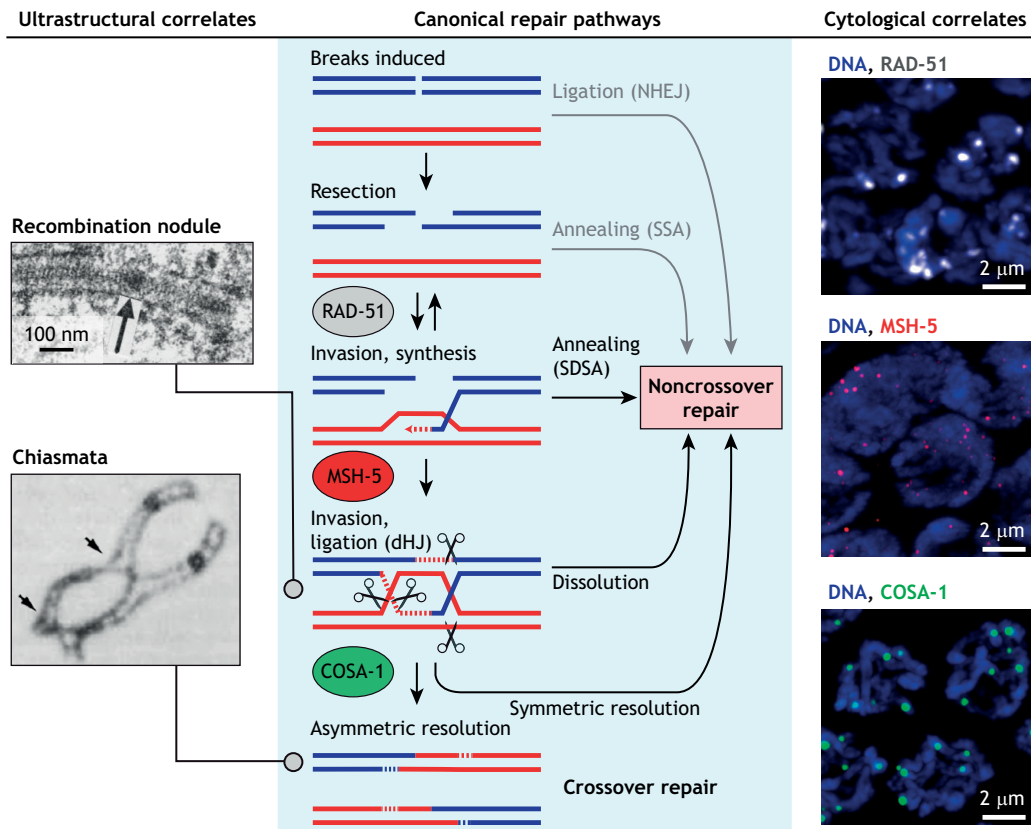 Ultrastructural correlates
Canonical repair pathways
Cytological correlates
Recombination nodule
100 nm
Chiasmata
Breaks induced
Ligation (NHEJ)
Resection
Annealing (SSA)
RAD-51
Invasion, synthesis
Annealing
(SDSA)
Noncrossover
repair
MSH-5
Invasion,
ligation (dHJ)
Dissolution
COSA-1
Symmetric resolution
Asymmetric resolution
Crossover repair
DNA, RAD-51
2 μm
DNA, MSH-5
2 μm
DNA, COSA-1
2 μm